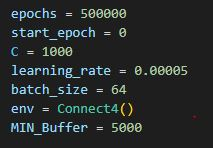 epochs = 500000
start_epoch = 0
C = 1000
learning_rate = 0.00005
batch_size = 64
env = Connect4()
MIN_Buffer = 5000